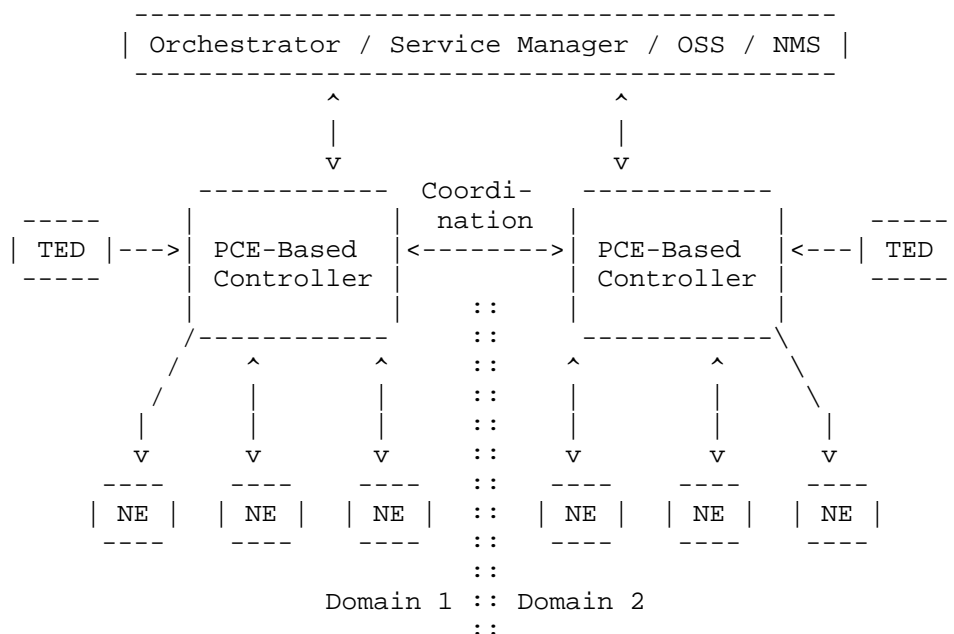 Orchestrator / Service Manager / OSS / NMS
Coordi-
nation
TED PCE-Based PCE-Based TED
Controller Controller
NE NE NE NE NE NE
Domain 1 :: Domain 2